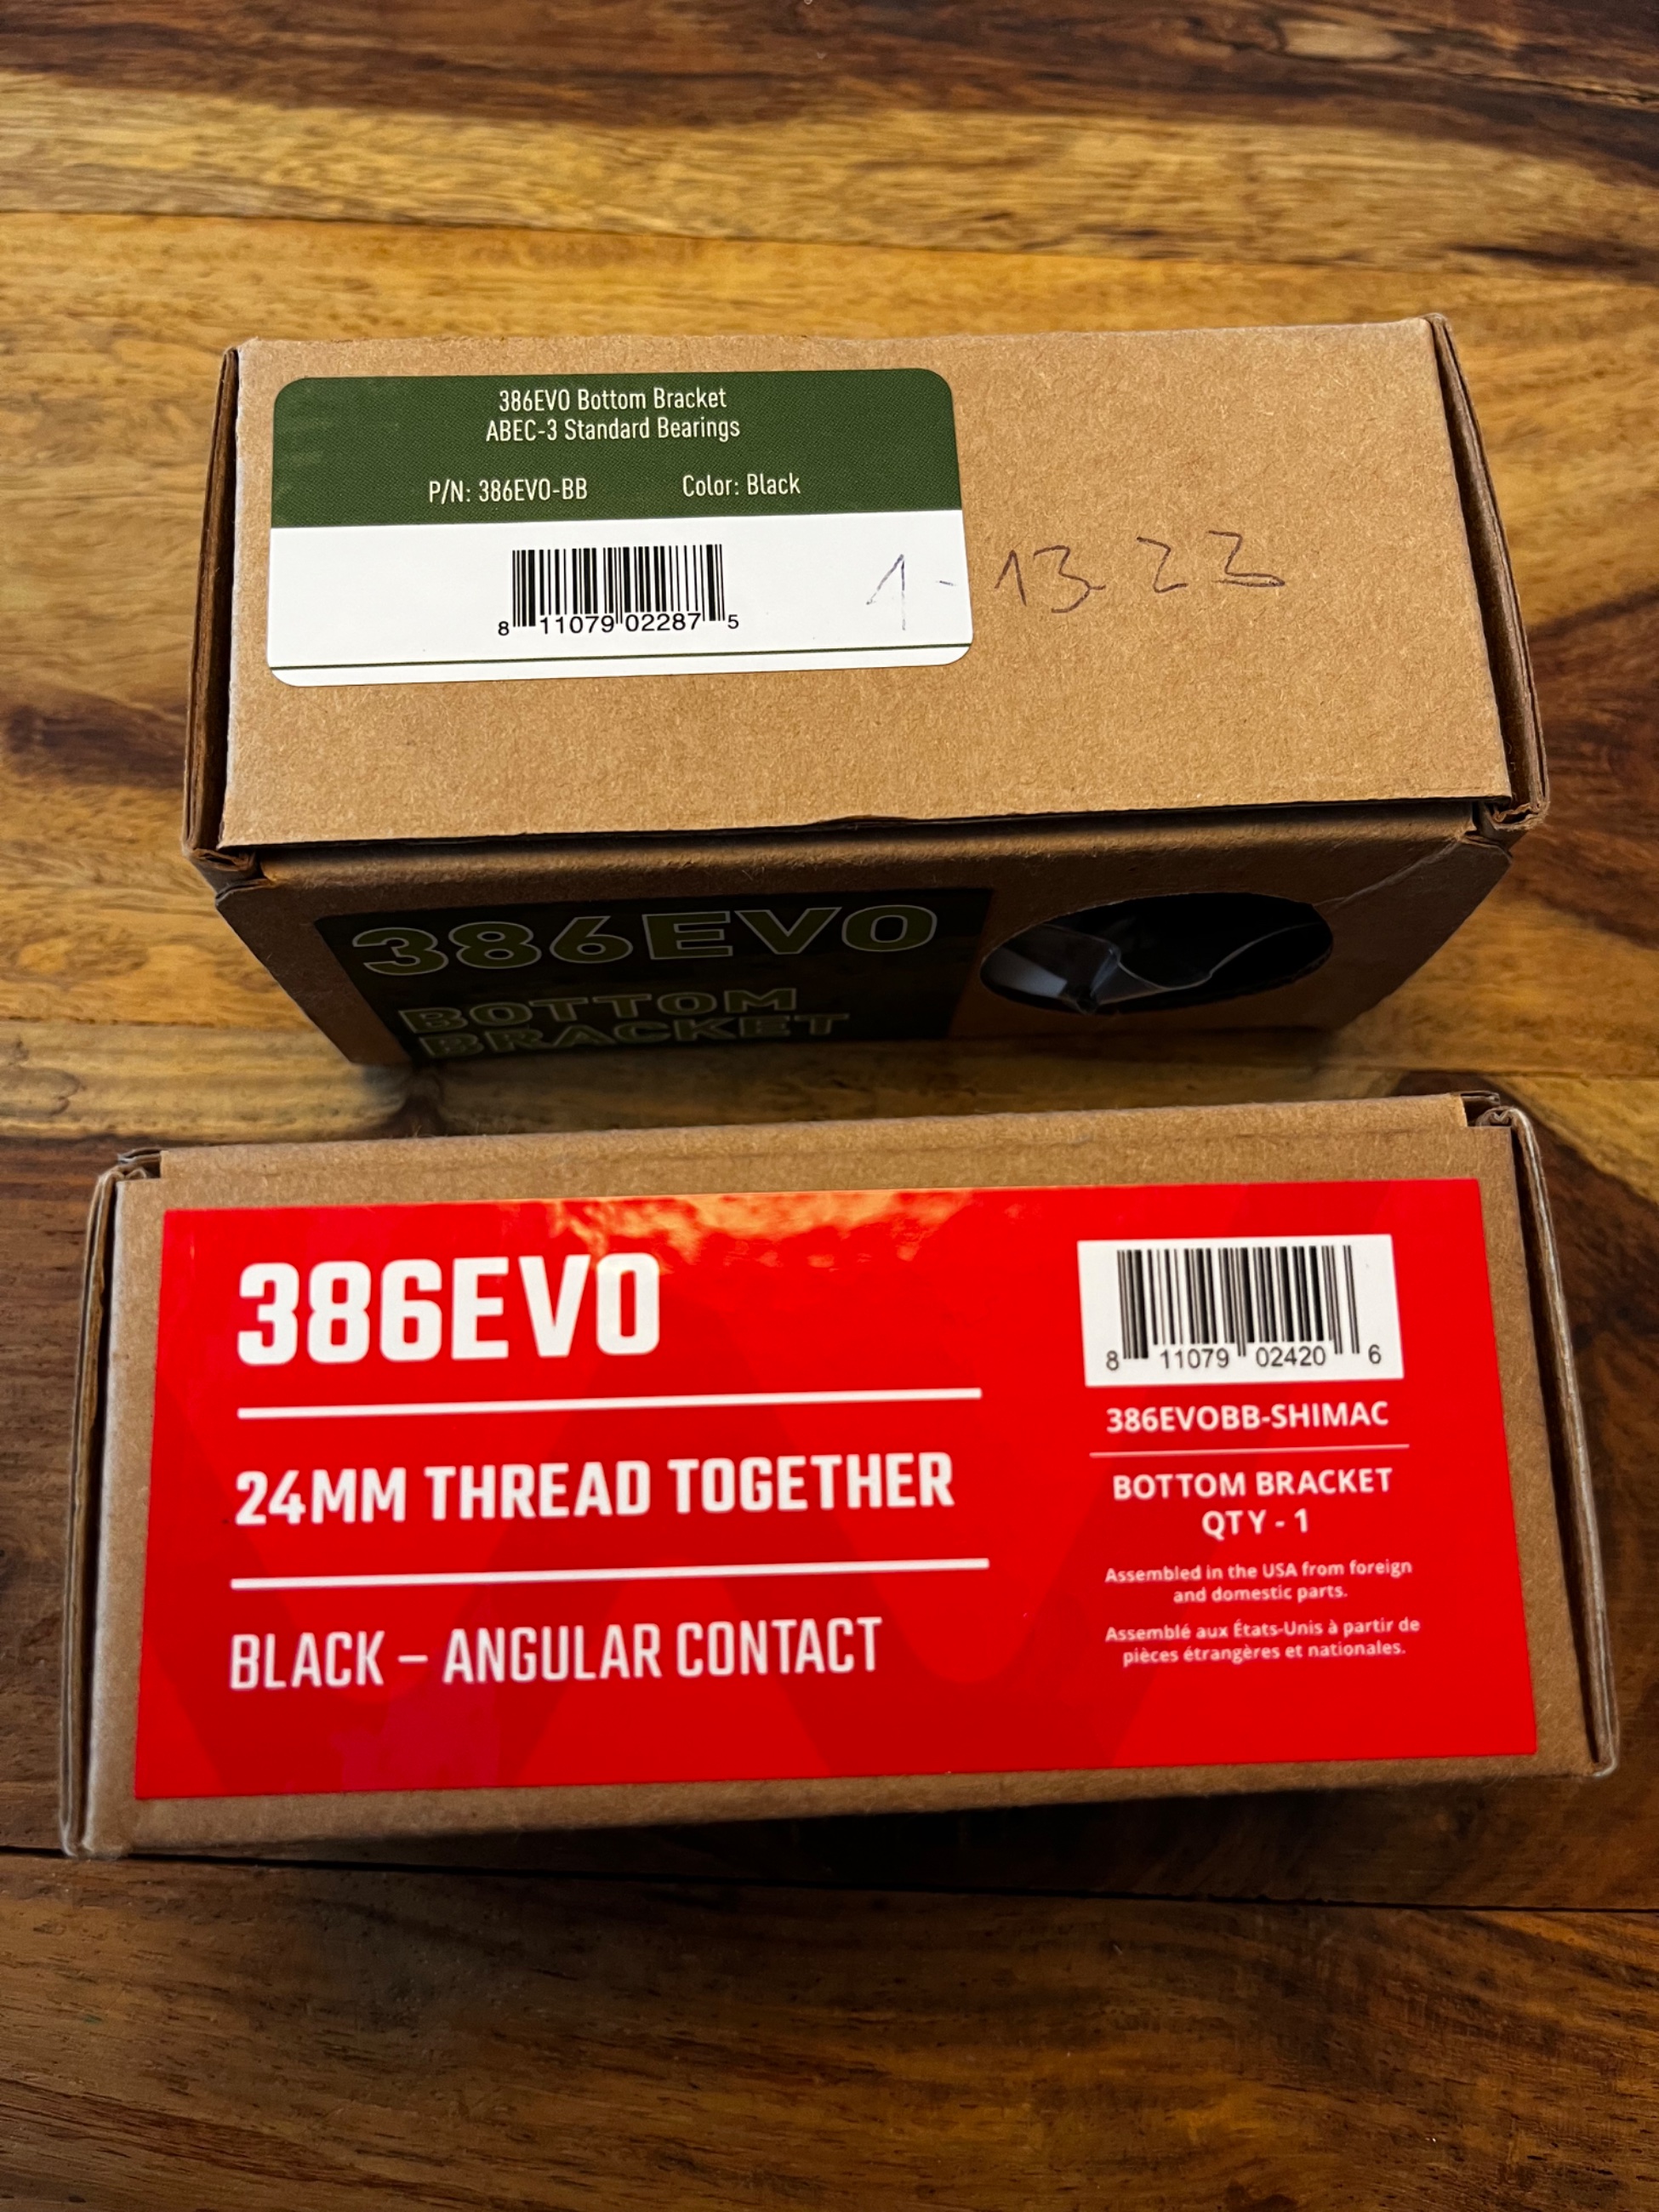 386EVO Bottom Bracket
ABEC-3 Standard Bearings
P/N: 386EVO-BB Color: Black
8 11079 02287 5
1-13 23
386EVO
BOTTOM
BRACKET
386EVO
24MM THREAD TOGETHER
BLACK – ANGULAR CONTACT
8 11079 02420 6
386EVOBB-SHIMAC
BOTTOM BRACKET
QTY - 1
Assembled in the USA from foreign
and domestic parts.
Assemblé aux États-Unis à partir de
pièces étrangères et nationales.